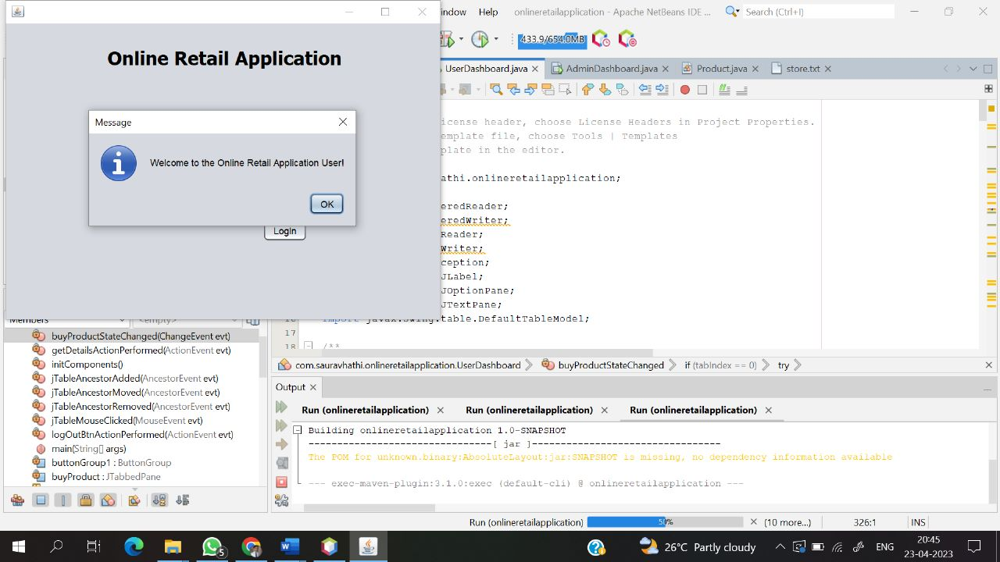 indow Help onlineretailapplication - Apache NetBeans IDE ... Search (Ctrl+I)
433.9/654.0MB
Online Retail Application
UserDashboard.java AdminDashboard.java Product.java store.txt
Message
Welcome to the Online Retail Application User!
OK
Login
icense header, choose License Headers in Project Properties.
emplate file, choose Tools | Templates
plate in the editor.
athi.onlineretailapplication;
eredReader;
eredWriter;
Reader;
Writer;
ception;
JLabel;
JOptionPane;
JTextPane;
16 import javax.swing.table.DefaultTableModel;
17
18 /**
Members <empty>
buyProductStateChanged(ChangeEvent evt)
getDetailsActionPerformed(ActionEvent evt)
initComponents()
jTableAncestorAdded(AncestorEvent evt)
jTableAncestorMoved(AncestorEvent evt)
jTableAncestorRemoved(AncestorEvent evt)
jTableMouseClicked(MouseEvent evt)
logOutBtnActionPerformed(ActionEvent evt)
main(String[] args)
buttonGroup1 : ButtonGroup
buyProduct : JTabbedPane
com.sauravhathi.onlineretailapplication.UserDashboard buyProductStateChanged if (tabIndex == 0) try
Output
Run (onlineretailapplication) Run (onlineretailapplication) Run (onlineretailapplication)
Building onlineretailapplication 1.0-SNAPSHOT
--------------------------------[ jar ]---------------------------------
The POM for unknown.binary:AbsoluteLayout:jar:SNAPSHOT is missing, no dependency information available
--- exec-maven-plugin:3.1.0:exec (default-cli) @ onlineretailapplication ---
Run (onlineretailapplication) 50% (10 more...) 326:1 INS
5 26°C Partly cloudy ENG 20:45
23-04-2023